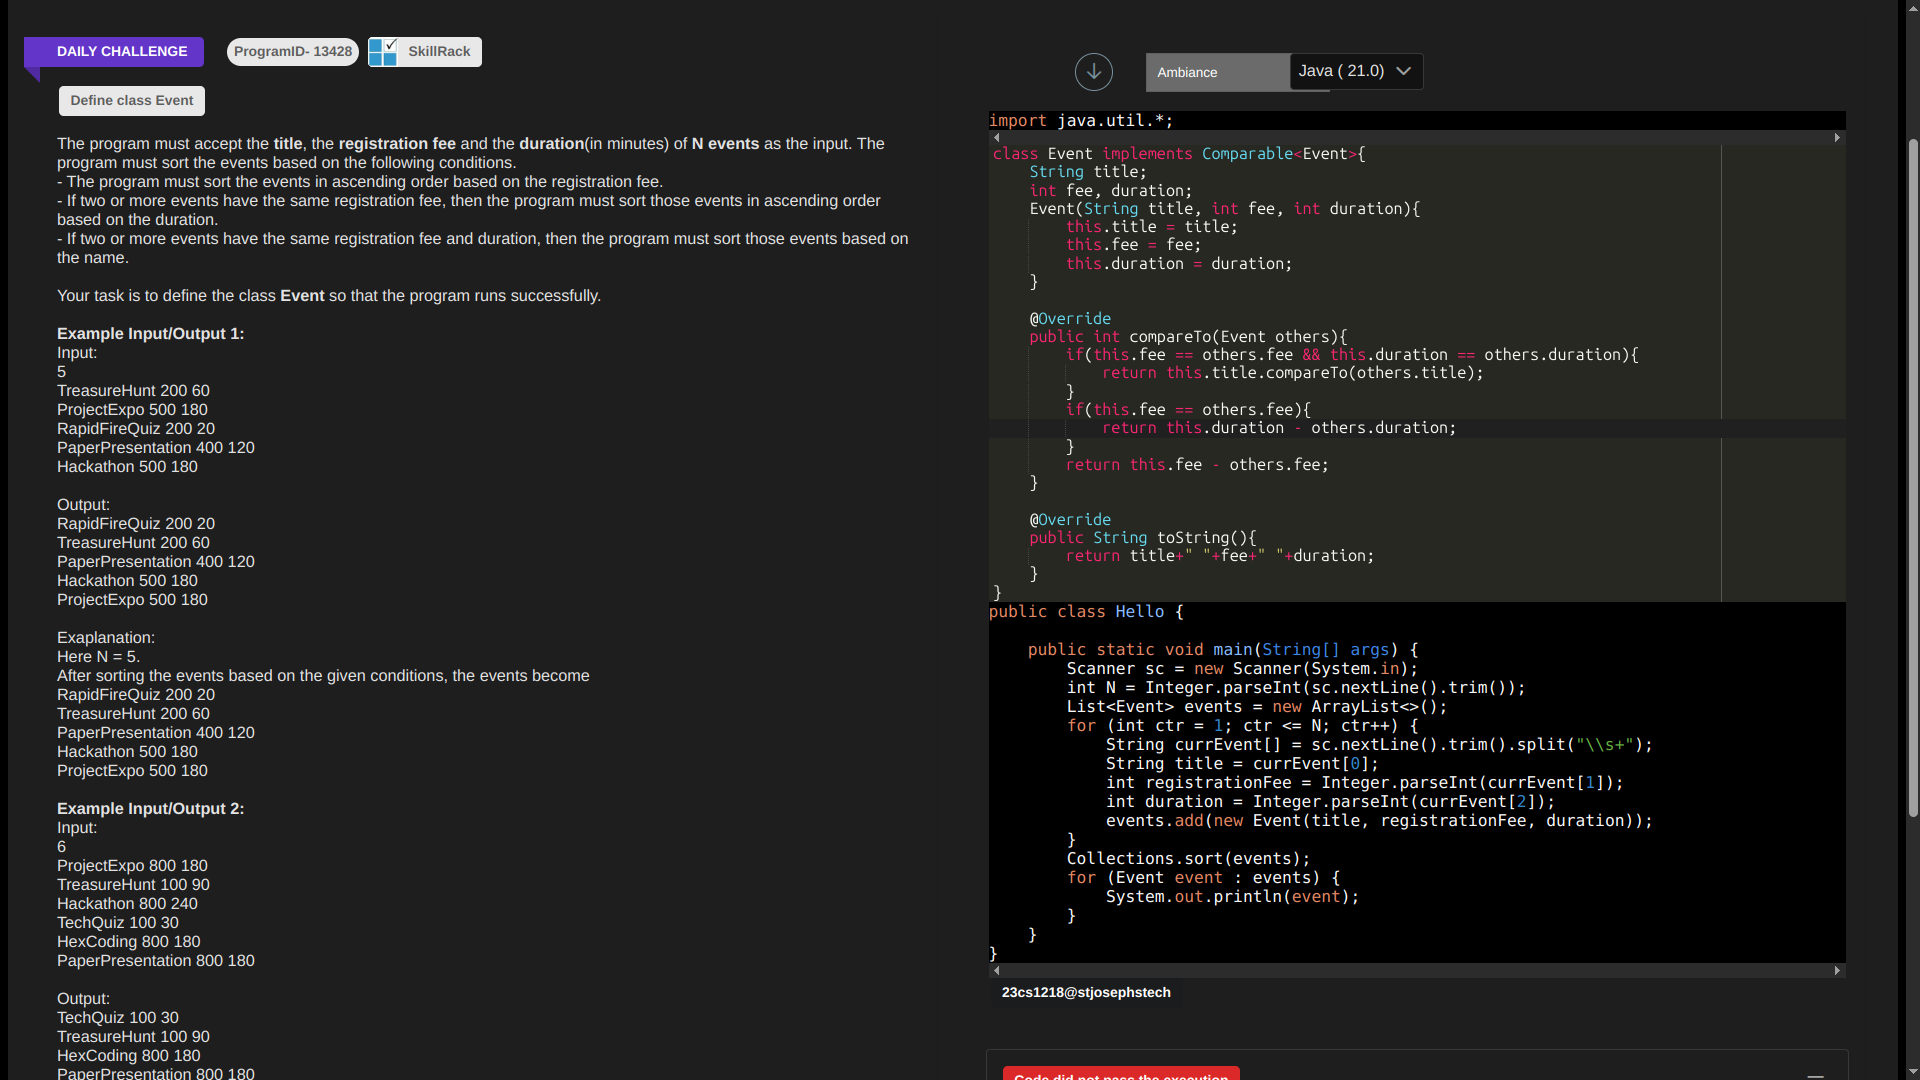 DAILY CHALLENGE
ProgramID- 13428
SkillRack
Define class Event
The program must accept the title, the registration fee and the duration(in minutes) of N events as the input. The
program must sort the events based on the following conditions.
- The program must sort the events in ascending order based on the registration fee.
- If two or more events have the same registration fee, then the program must sort those events in ascending order
based on the duration.
- If two or more events have the same registration fee and duration, then the program must sort those events based on
the name.
Your task is to define the class Event so that the program runs successfully.
Example Input/Output 1:
Input:
5
TreasureHunt 200 60
ProjectExpo 500 180
RapidFireQuiz 200 20
PaperPresentation 400 120
Hackathon 500 180
Output:
RapidFireQuiz 200 20
TreasureHunt 200 60
PaperPresentation 400 120
Hackathon 500 180
ProjectExpo 500 180
Exaplanation:
Here N = 5.
After sorting the events based on the given conditions, the events become
RapidFireQuiz 200 20
TreasureHunt 200 60
PaperPresentation 400 120
Hackathon 500 180
ProjectExpo 500 180
Example Input/Output 2:
Input:
6
ProjectExpo 800 180
TreasureHunt 100 90
Hackathon 800 240
TechQuiz 100 30
HexCoding 800 180
PaperPresentation 800 180
Output:
TechQuiz 100 30
TreasureHunt 100 90
HexCoding 800 180
PaperPresentation 800 180
Ambiance
Java ( 21.0)
import java.util.*;
class Event implements Comparable<Event>{
String title;
int fee, duration;
Event(String title, int fee, int duration){
this.title = title;
this.fee = fee;
this.duration = duration;
}
@Override
public int compareTo(Event others){
if(this.fee == others.fee && this.duration == others.duration){
return this.title.compareTo(others.title);
}
if(this.fee == others.fee){
return this.duration - others.duration;
}
return this.fee - others.fee;
}
@Override
public String toString(){
return title+" "+fee+" "+duration;
}
}
public class Hello {
public static void main(String[] args) {
Scanner sc = new Scanner(System.in);
int N = Integer.parseInt(sc.nextLine().trim());
List<Event> events = new ArrayList<>();
for (int ctr = 1; ctr <= N; ctr++) {
String currEvent[] = sc.nextLine().trim().split("\\s+");
String title = currEvent[0];
int registrationFee = Integer.parseInt(currEvent[1]);
int duration = Integer.parseInt(currEvent[2]);
events.add(new Event(title, registrationFee, duration));
}
Collections.sort(events);
for (Event event : events) {
System.out.println(event);
}
}
}
23cs1218@stjosephstech
Code did not pass the execution